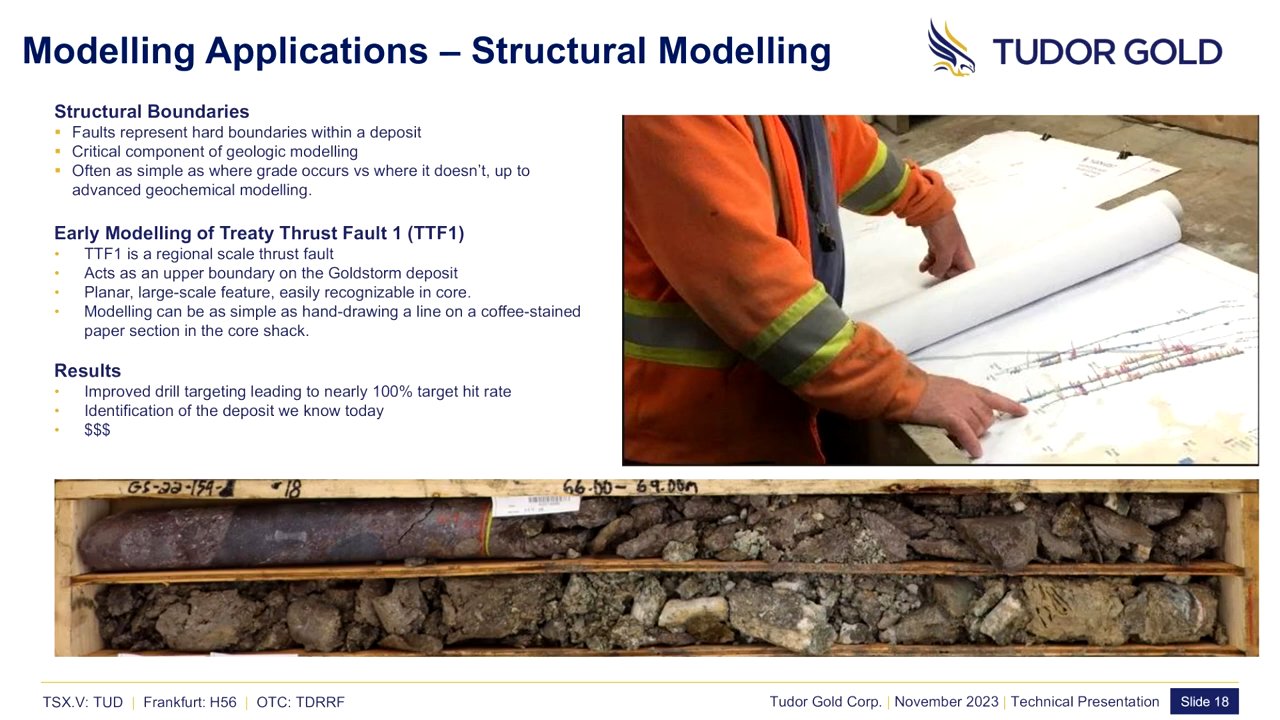 Modelling Applications – Structural Modelling
TUDOR GOLD
Structural Boundaries
▪ Faults represent hard boundaries within a deposit
▪ Critical component of geologic modelling
▪ Often as simple as where grade occurs vs where it doesn’t, up to
advanced geochemical modelling.
Early Modelling of Treaty Thrust Fault 1 (TTF1)
• TTF1 is a regional scale thrust fault
• Acts as an upper boundary on the Goldstorm deposit
• Planar, large-scale feature, easily recognizable in core.
• Modelling can be as simple as hand-drawing a line on a coffee-stained
paper section in the core shack.
Results
• Improved drill targeting leading to nearly 100% target hit rate
• Identification of the deposit we know today
• $$$
#18
66.00 – 69.00m
TSX.V: TUD | Frankfurt: H56 | OTC: TDRRF
Tudor Gold Corp. | November 2023 | Technical Presentation
Slide 18